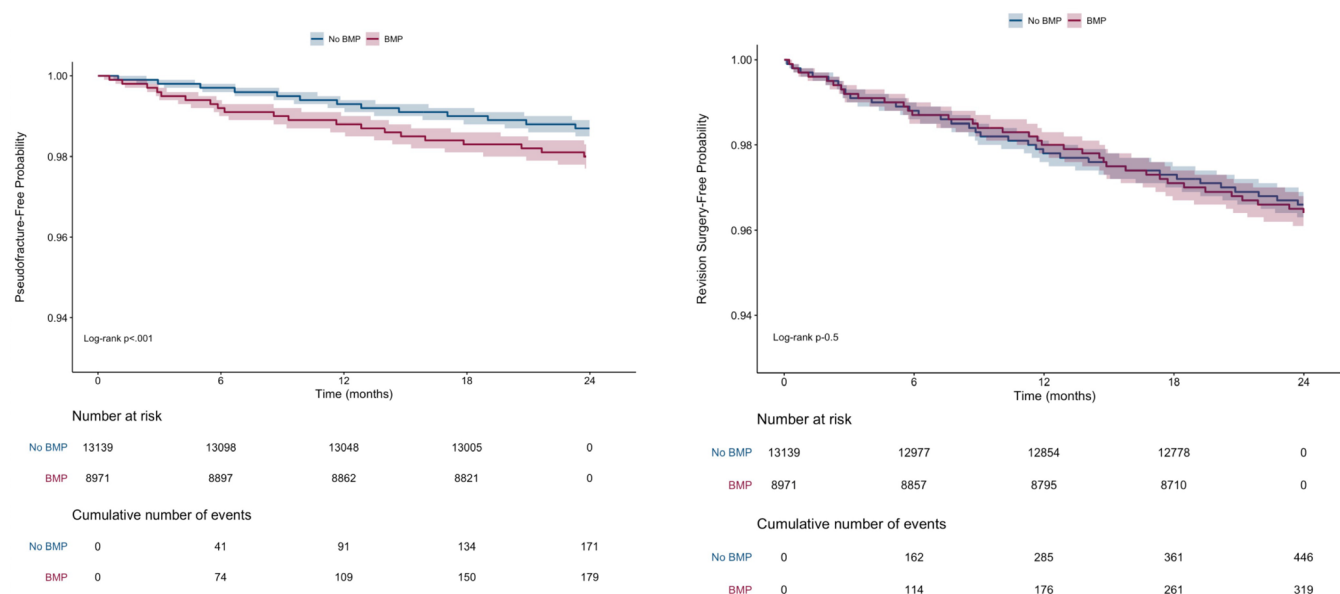 No BMP BMP
Pseudofracture-Free Probability
1.00
0.98
0.96
0.94
Log-rank p<.001
0 6 12 18 24
Time (months)
Number at risk
No BMP 13139 13098 13048 13005 0
BMP 8971 8897 8862 8821 0
Cumulative number of events
No BMP 0 41 91 134 171
BMP 0 74 109 150 179
No BMP BMP
Revision Surgery-Free Probability
1.00
0.98
0.96
0.94
Log-rank p-0.5
0 6 12 18 24
Time (months)
Number at risk
No BMP 13139 12977 12854 12778 0
BMP 8971 8857 8795 8710 0
Cumulative number of events
No BMP 0 162 285 361 446
BMP 0 114 176 261 319